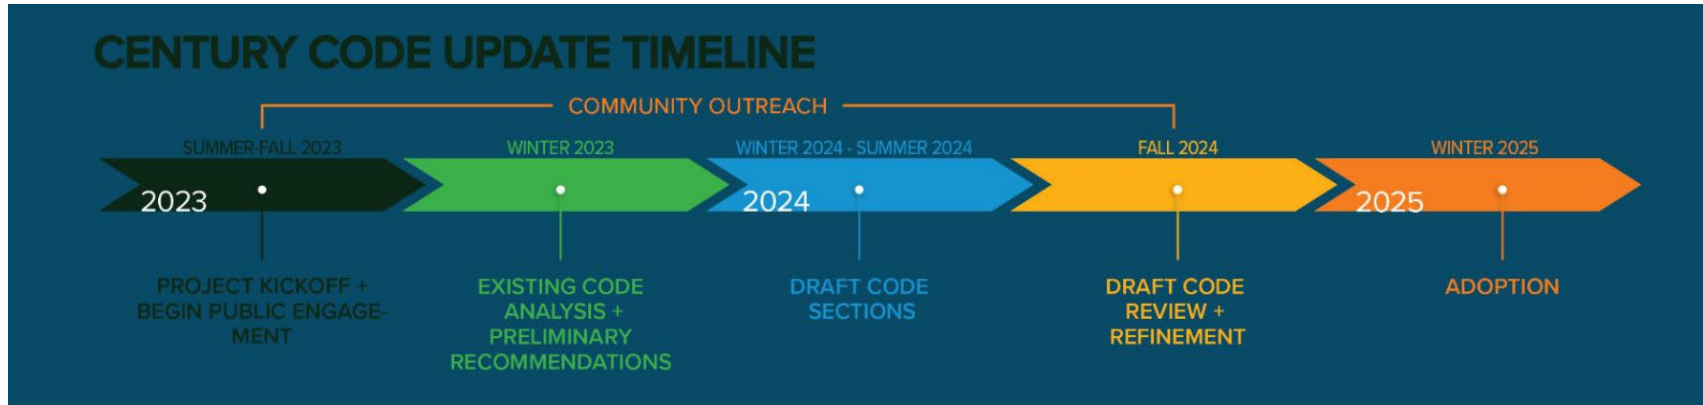 CENTURY CODE UPDATE TIMELINE
COMMUNITY OUTREACH
SUMMER-FALL 2023
WINTER 2023
WINTER 2024 - SUMMER 2024
FALL 2024
WINTER 2025
2023
2024
2025
PROJECT KICKOFF +
BEGIN PUBLIC ENGAGE-
MENT
EXISTING CODE
ANALYSIS +
PRELIMINARY
RECOMMENDATIONS
DRAFT CODE
SECTIONS
DRAFT CODE
REVIEW +
REFINEMENT
ADOPTION